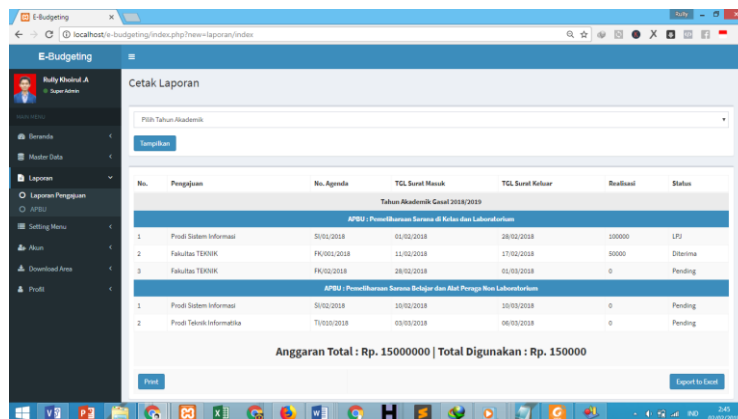 E-Budgeting
Rully
localhost/e-budgeting/index.php?new=laporan/index
E-Budgeting
Rully Khoirul .A
Super Admin
MAIN MENU
Beranda
Master Data
Laporan
Laporan Pengajuan
APBU
Setting Menu
Akun
Download Area
Profil
Cetak Laporan
Pilih Tahun Akademik
Tampilkan
No. Pengajuan No. Agenda TGL Surat Masuk TGL Surat Keluar Realisasi Status
Tahun Akademik Gasal 2018/2019
APBU : Pemeliharaan Sarana di Kelas dan Laboratorium
1 Prodi Sistem Informasi SI/01/2018 01/02/2018 28/02/2018 100000 LPJ
2 Fakultas TEKNIK FK/001/2018 11/02/2018 17/02/2018 50000 Diterima
3 Fakultas TEKNIK FK/02/2018 28/02/2018 01/03/2018 0 Pending
APBU : Pemeliharaan Sarana Belajar dan Alat Peraga Non Laboratorium
1 Prodi Sistem Informasi SI/02/2018 10/02/2018 10/03/2018 0 Pending
2 Prodi Teknik Informatika TI/010/2018 03/03/2018 08/03/2018 0 Pending
Anggaran Total : Rp. 15000000 | Total Digunakan : Rp. 150000
Print
Export to Excel
IND
2:45